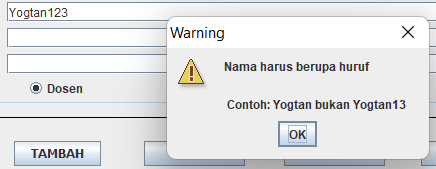 Yogtan123
Warning
Nama harus berupa huruf
Contoh: Yogtan bukan Yogtan13
Dosen
OK
TAMBAH